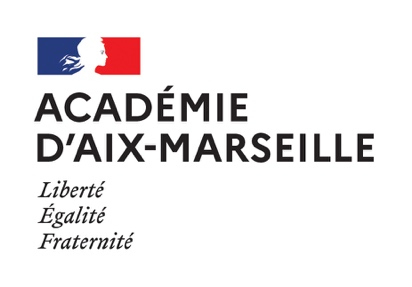 ACADÉMIE
D'AIX-MARSEILLE
Liberté
Égalité
Fraternité